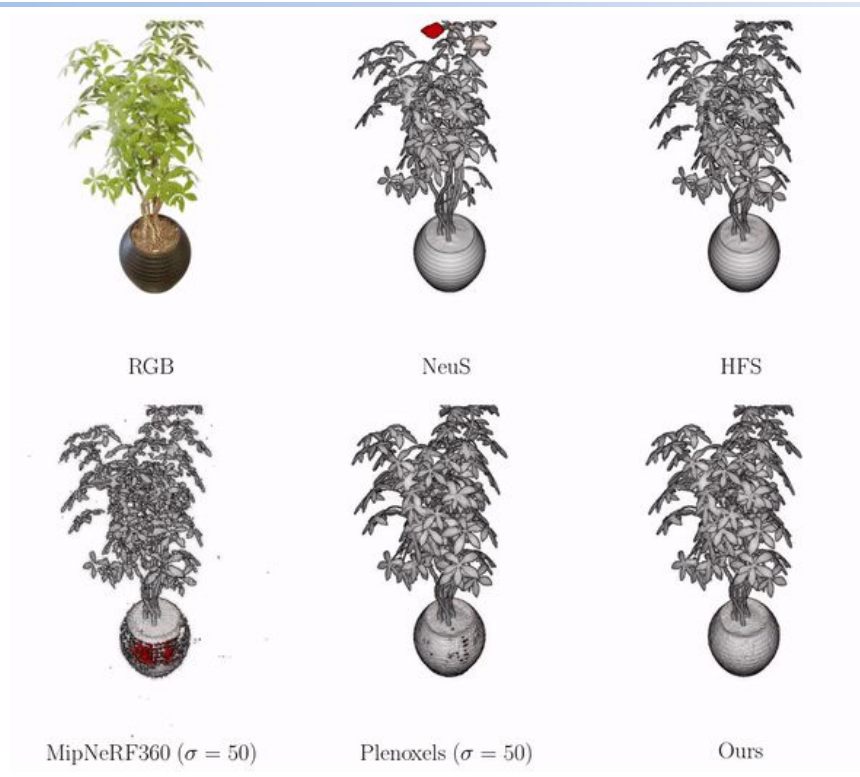 RGB
NeuS
HFS
MipNeRF360 (σ = 50)
Plenoxels (σ = 50)
Ours